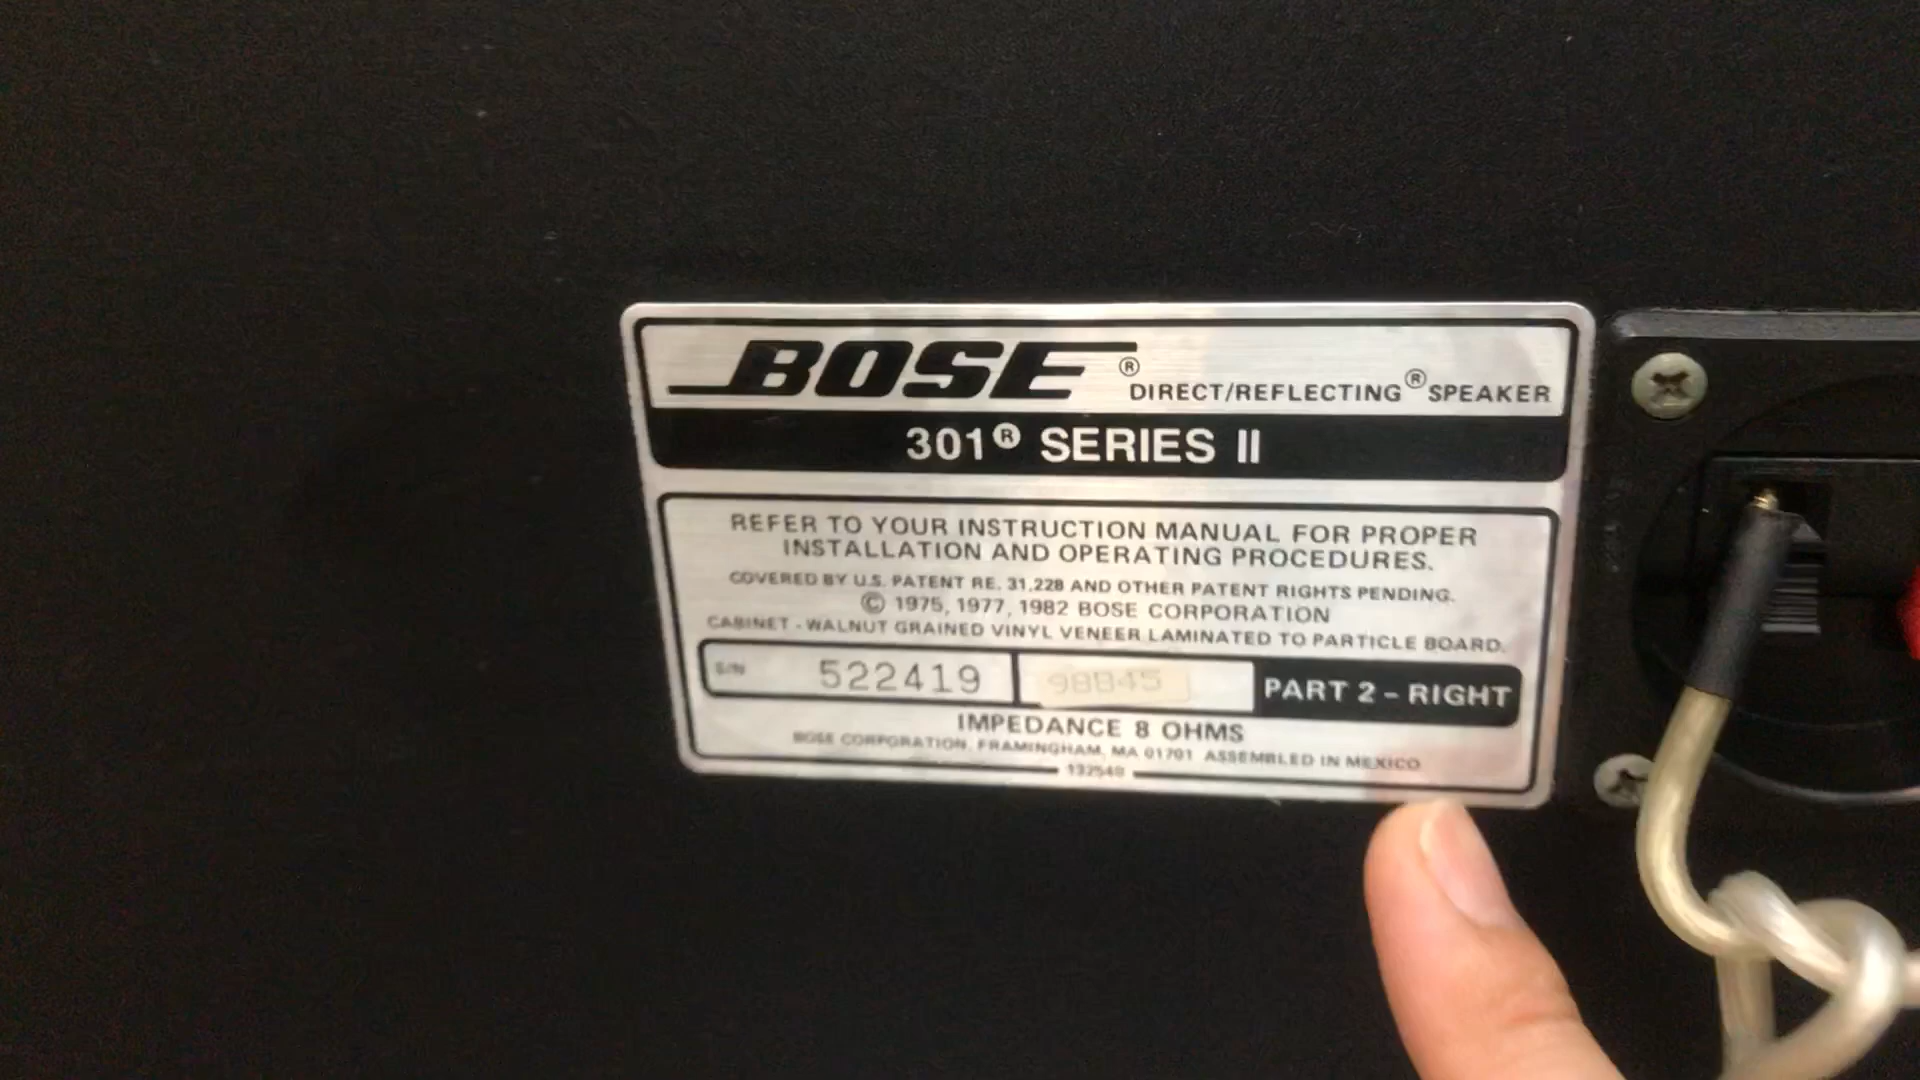 BOSE® DIRECT/REFLECTING® SPEAKER
301® SERIES II
REFER TO YOUR INSTRUCTION MANUAL FOR PROPER
INSTALLATION AND OPERATING PROCEDURES.
COVERED BY U.S. PATENT RE. 31,228 AND OTHER PATENT RIGHTS PENDING.
© 1975, 1977, 1982 BOSE CORPORATION
CABINET - WALNUT GRAINED VINYL VENEER LAMINATED TO PARTICLE BOARD.
S/N 522419 PART 2 - RIGHT
IMPEDANCE 8 OHMS
BOSE CORPORATION, FRAMINGHAM, MA 01701 ASSEMBLED IN MEXICO
132549